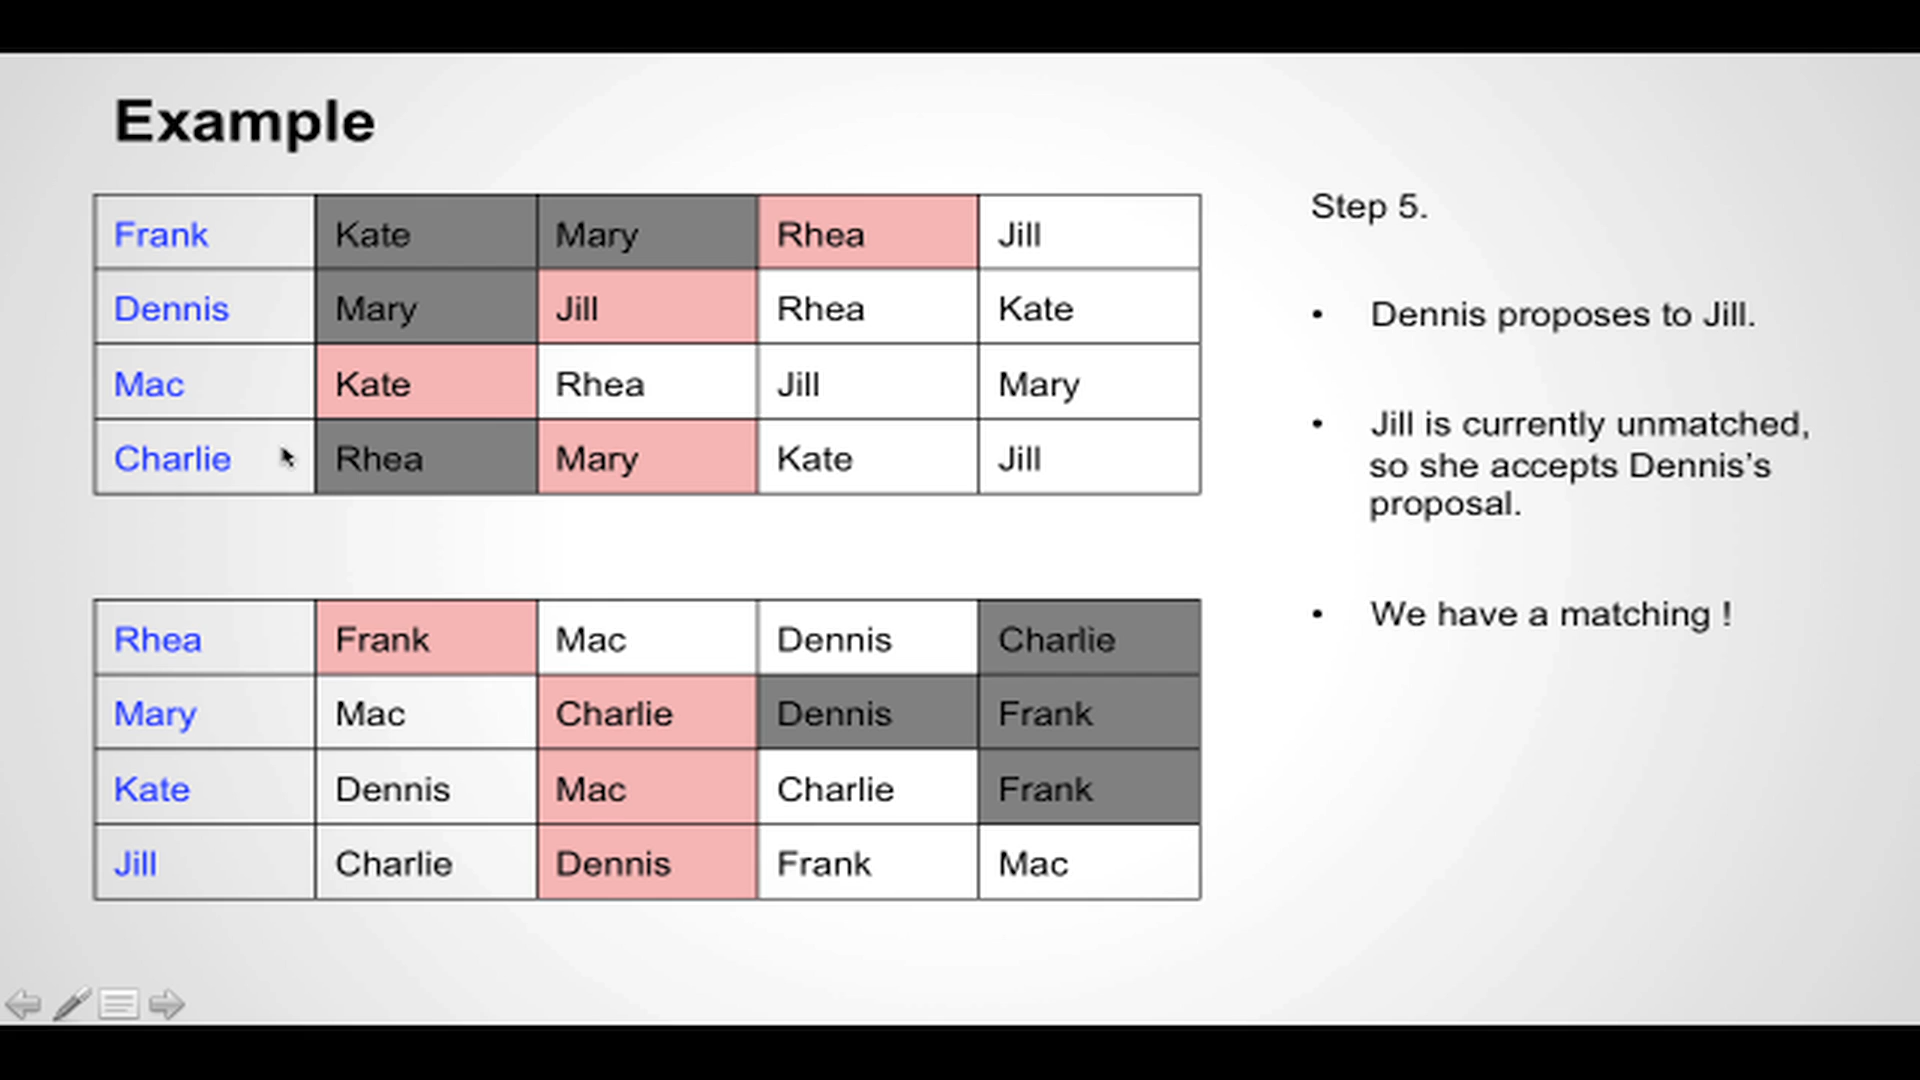 Example
Frank Kate Mary Rhea Jill
Dennis Mary Jill Rhea Kate
Mac Kate Rhea Jill Mary
Charlie Rhea Mary Kate Jill
Rhea Frank Mac Dennis Charlie
Mary Mac Charlie Dennis Frank
Kate Dennis Mac Charlie Frank
Jill Charlie Dennis Frank Mac
Step 5.
• Dennis proposes to Jill.
• Jill is currently unmatched,
so she accepts Dennis’s
proposal.
• We have a matching !